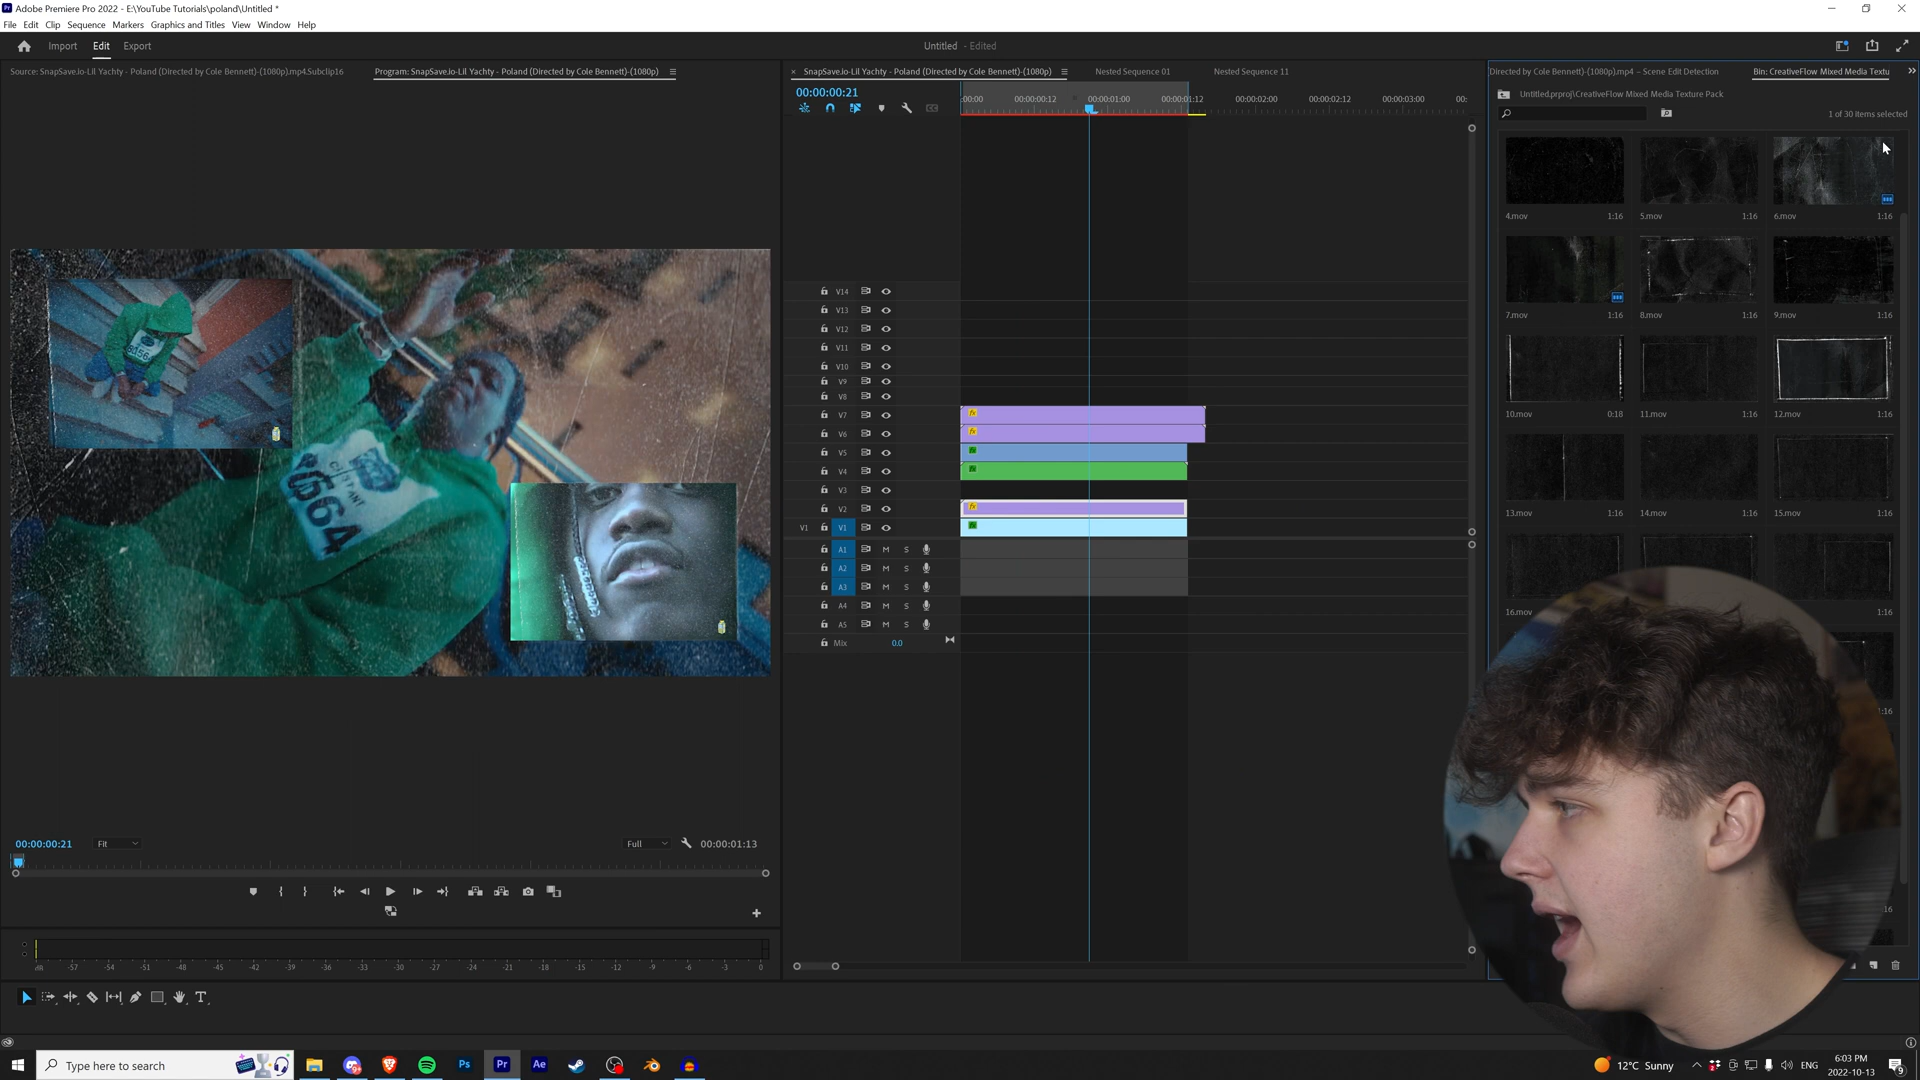 Adobe Premiere Pro 2022 - E:\YouTube Tutorials\poland\Untitled *
File Edit Clip Sequence Markers Graphics and Titles View Window Help
Import Edit Export
Untitled - Edited
Source: SnapSave.io-Lil Yachty - Poland (Directed by Cole Bennett)-(1080p).mp4.Subclip16
Program: SnapSave.io-Lil Yachty - Poland (Directed by Cole Bennett)-(1080p)
× SnapSave.io-Lil Yachty - Poland (Directed by Cole Bennett)-(1080p)
Nested Sequence 01
Nested Sequence 11
Directed by Cole Bennett)-(1080p).mp4 – Scene Edit Detection
Bin: CreativeFlow Mixed Media Textu
00:00:00:21
:00:00 00:00:00:12 00:00:01:00 00:00:01:12 00:00:02:00 00:00:02:12 00:00:03:00 00:
Untitled.prproj\CreativeFlow Mixed Media Texture Pack
1 of 30 items selected
4.mov 1:16
5.mov 1:16
6.mov 1:16
7.mov 1:16
8.mov 1:16
9.mov 1:16
10.mov 0:18
11.mov 1:16
12.mov 1:16
13.mov 1:16
14.mov 1:16
15.mov 1:16
16.mov
1:16
:16
:16
V14
V13
V12
V11
V10
V9
V8
V7
V6
V5
V4
V3
V2
V1 V1
A1 M S
A2 M S
A3 M S
A4 M S
A5 M S
Mix 0.0
fx
fx
fx
fx
fx
fx
00:00:00:21 Fit Full 00:00:01:13
dB -57 -54 -51 -48 -45 -42 -39 -36 -33 -30 -27 -24 -21 -18 -15 -12 -9 -6 -3 0
T
Type here to search
Ps Pr Ae
12°C Sunny
ENG
6:03 PM
2022-10-13
9